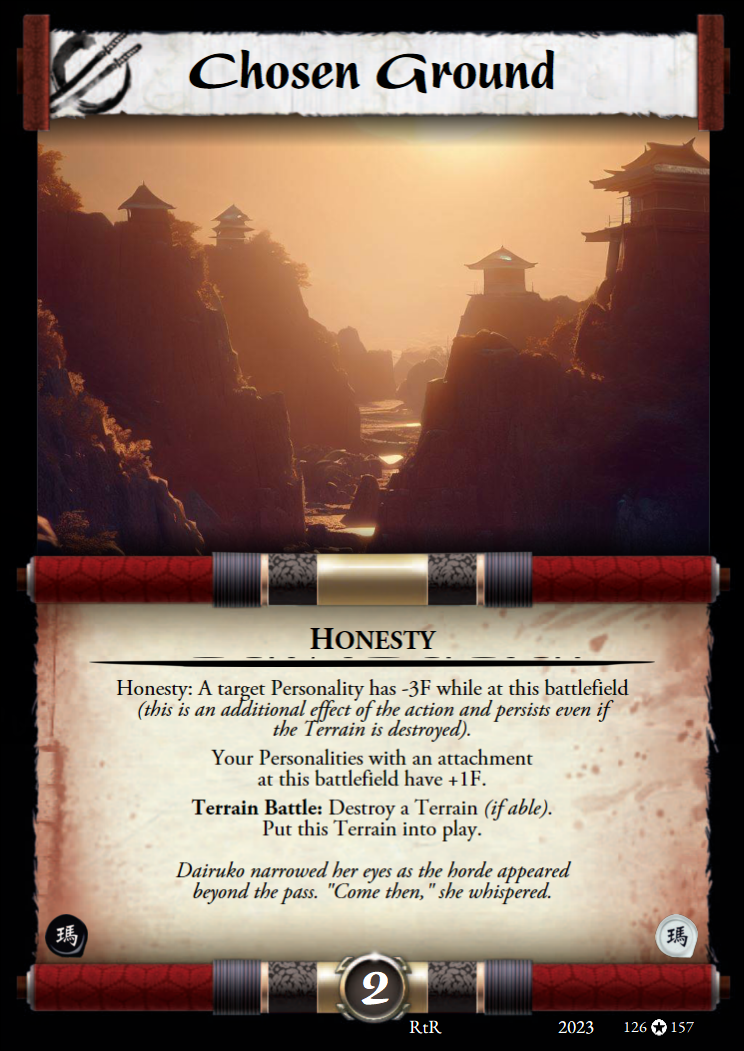 Chosen Ground
HONESTY
Honesty: A target Personality has -3F while at this battlefield
(this is an additional effect of the action and persists even if
the Terrain is destroyed).
Your Personalities with an attachment
at this battlefield have +1F.
Terrain Battle: Destroy a Terrain (if able).
Put this Terrain into play.
Dairuko narrowed her eyes as the horde appeared
beyond the pass. "Come then," she whispered.
瑪 瑪
2
RtR 2023 126 157